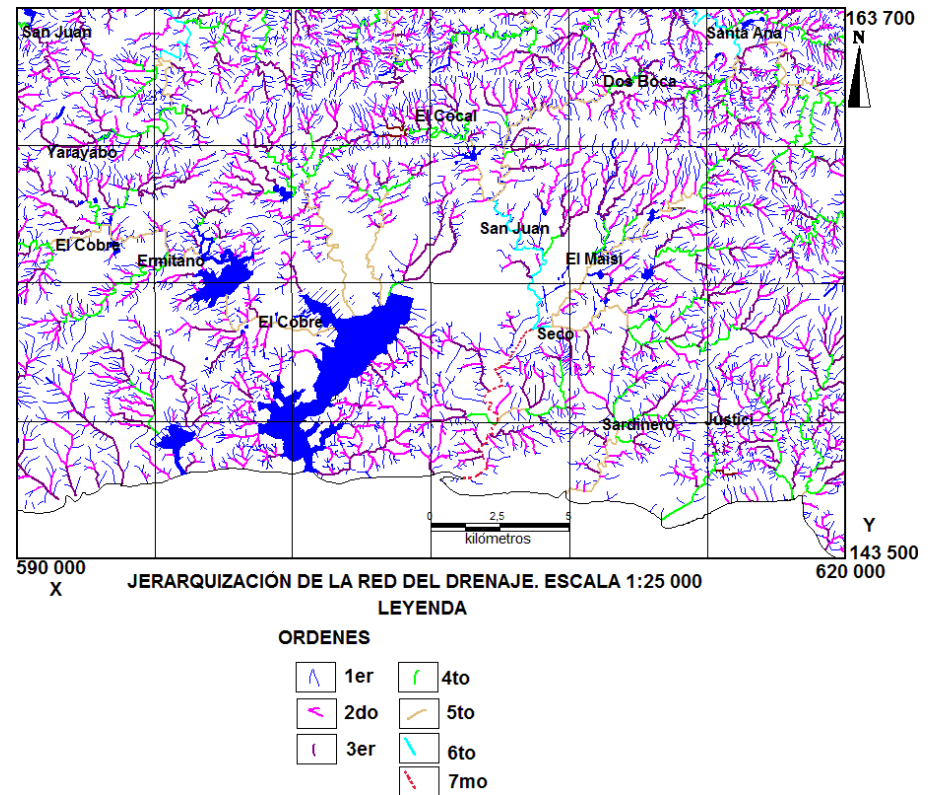 San Juan
Santa Ana
163 700
N
Dos Boca
El Cocal
Yarayabo
San Juan
El Cobre
Ermitano
El Maisi
El Cobre
Sedo
Sardinero
Justici
0 2,5 5
kilómetros
Y
143 500
590 000
620 000
X
JERARQUIZACIÓN DE LA RED DEL DRENAJE. ESCALA 1:25 000
LEYENDA
ORDENES
1er
4to
2do
5to
3er
6to
7mo